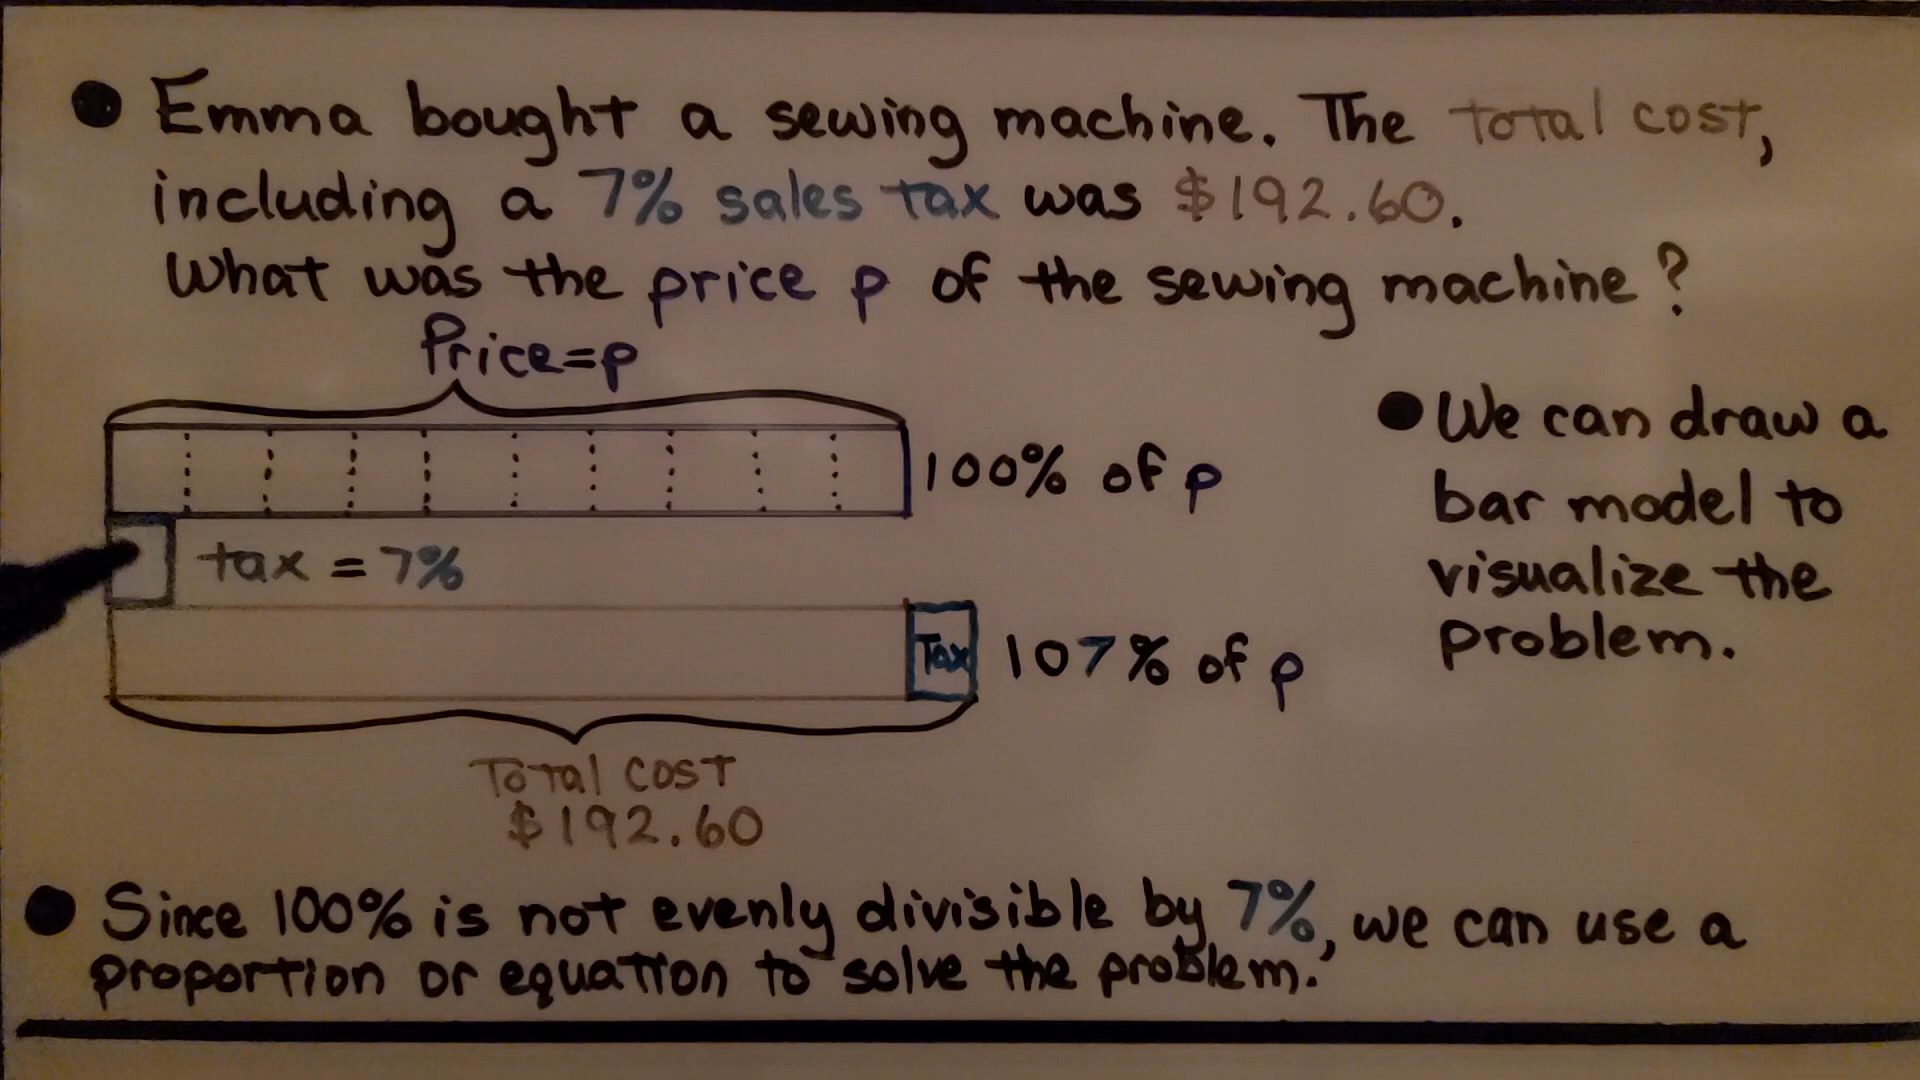 • Emma bought a sewing machine. The total cost,
including a 7% sales tax was $192.60.
What was the price p of the sewing machine?
Price=p
100% of p
tax = 7%
Tax 107% of p
Total cost
$192.60
• We can draw a
bar model to
visualize the
problem.
• Since 100% is not evenly divisible by 7%, we can use a
proportion or equation to solve the problem.